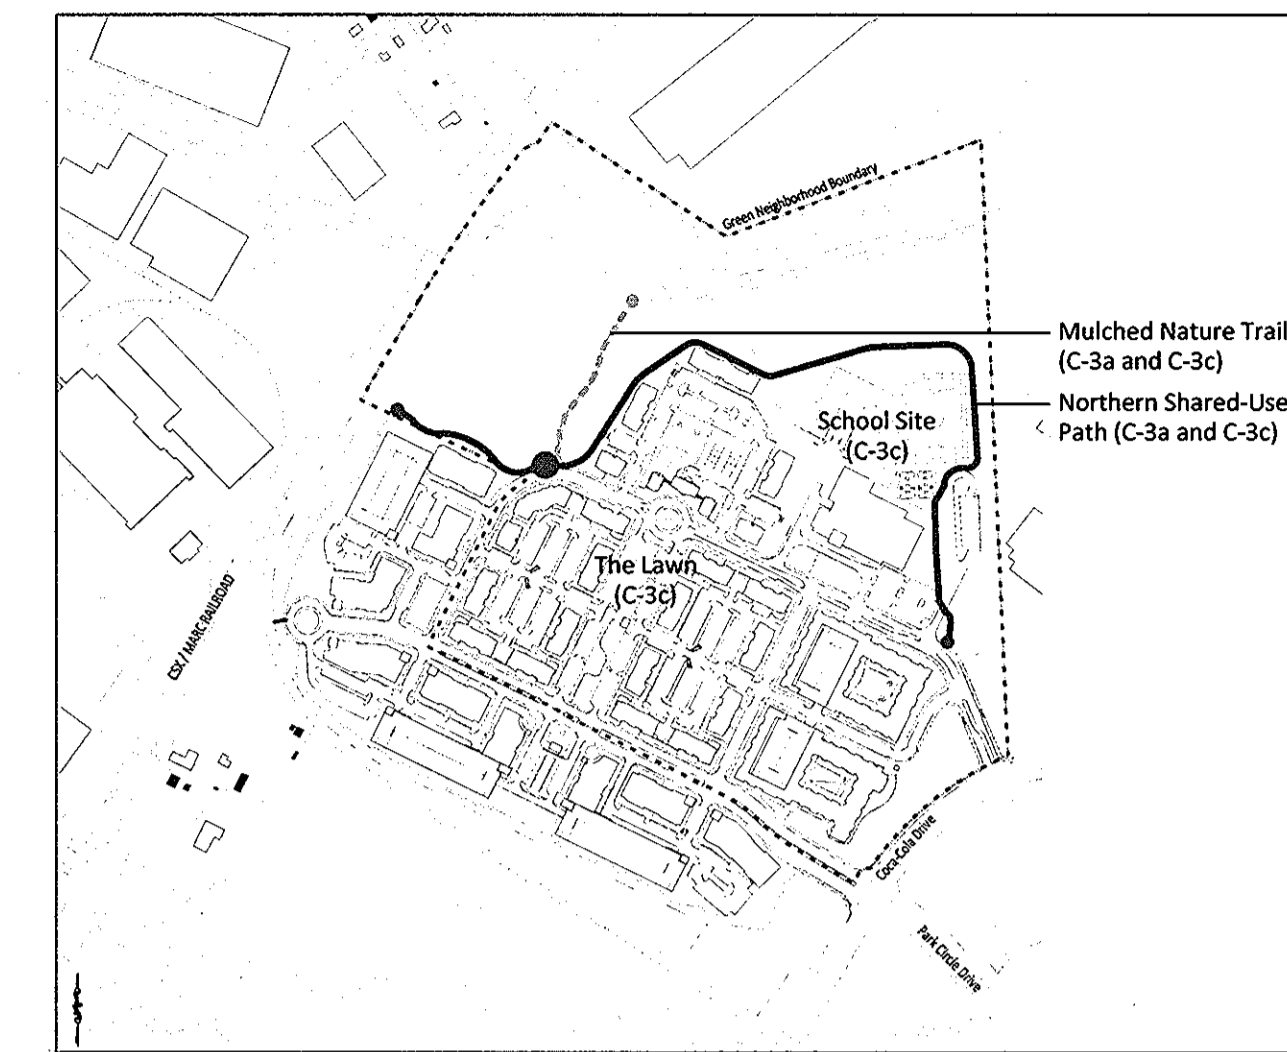 Green Neighborhood Boundary
Mulched Nature Trail
(C-3a and C-3c)
Northern Shared-Use
Path (C-3a and C-3c)
School Site
(C-3c)
The Lawn
(C-3c)
CSX / MARC RAILROAD
Coca-Cola Drive
Park Circle Drive